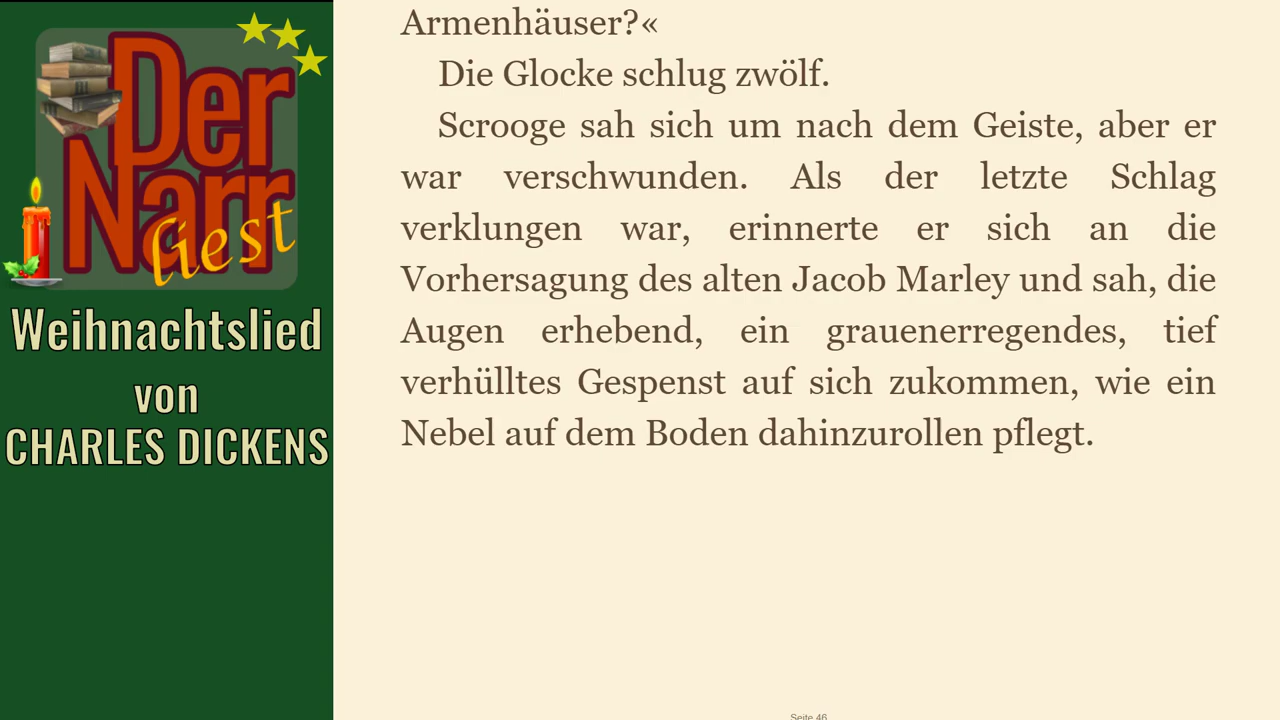 Der
Narr
liest
Weihnachtslied
von
CHARLES DICKENS
Armenhäuser?«
Die Glocke schlug zwölf.
Scrooge sah sich um nach dem Geiste, aber er
war verschwunden. Als der letzte Schlag
verklungen war, erinnerte er sich an die
Vorhersagung des alten Jacob Marley und sah, die
Augen erhebend, ein grauenerregendes, tief
verhülltes Gespenst auf sich zukommen, wie ein
Nebel auf dem Boden dahinzurollen pflegt.
Seite 46